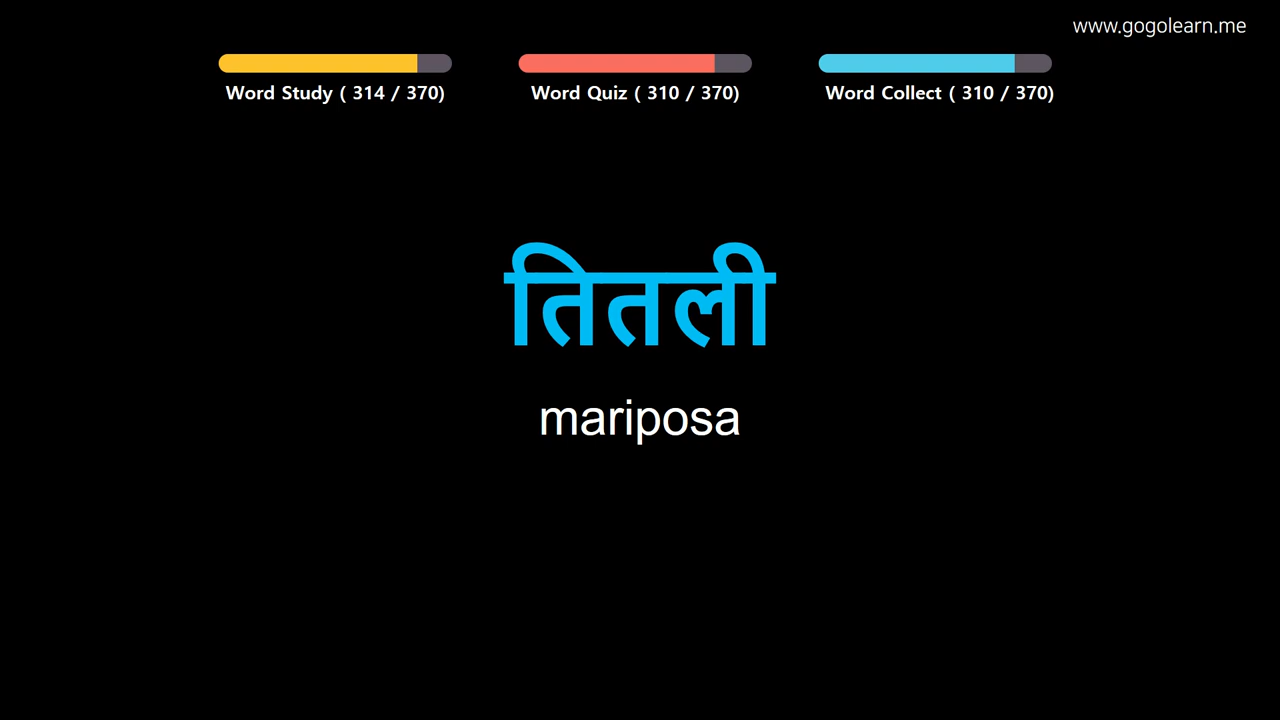 www.gogolearn.me
Word Study ( 314 / 370)
Word Quiz ( 310 / 370)
Word Collect ( 310 / 370)
तितली
mariposa